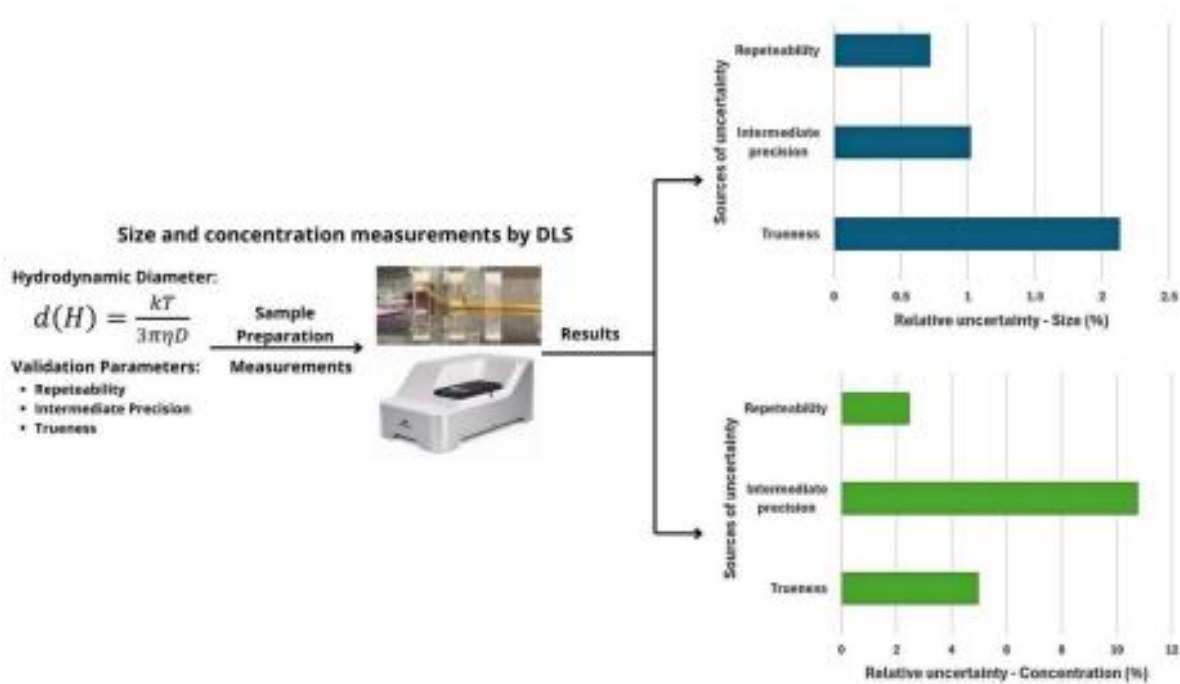 Size and concentration measurements by DLS
Hydrodynamic Diameter:
d(H) = kT / 3πηD
Validation Parameters:
• Repeteability
• Intermediate Precision
• Trueness
Sample
Preparation
Measurements
Results
Sources of uncertainty
Repeteability
Intermediate
precision
Trueness
0 0.5 1 1.5 2 2.5
Relative uncertainty - Size (%)
Sources of uncertainty
Repeteability
Intermediate
precision
Trueness
0 2 4 6 8 10 12
Relative uncertainty - Concentration (%)